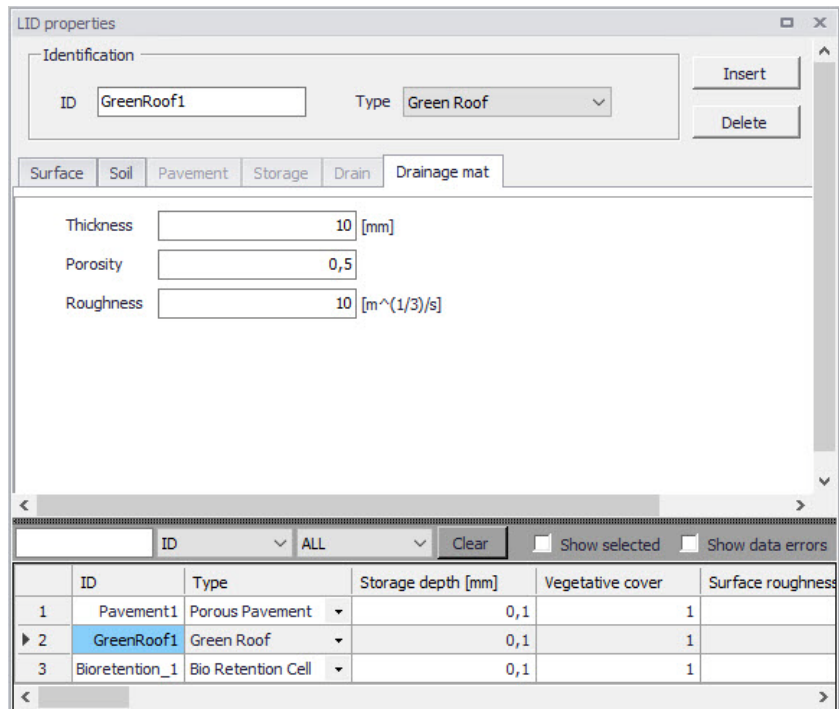 LID properties
Identification
ID GreenRoof1 Type Green Roof
Insert
Delete
Surface Soil Pavement Storage Drain Drainage mat
Thickness 10 [mm]
Porosity 0,5
Roughness 10 [m^(1/3)/s]
ID ALL Clear Show selected Show data errors
ID Type Storage depth [mm] Vegetative cover Surface roughness
1 Pavement1 Porous Pavement 0,1 1
2 GreenRoof1 Green Roof 0,1 1
3 Bioretention_1 Bio Retention Cell 0,1 1